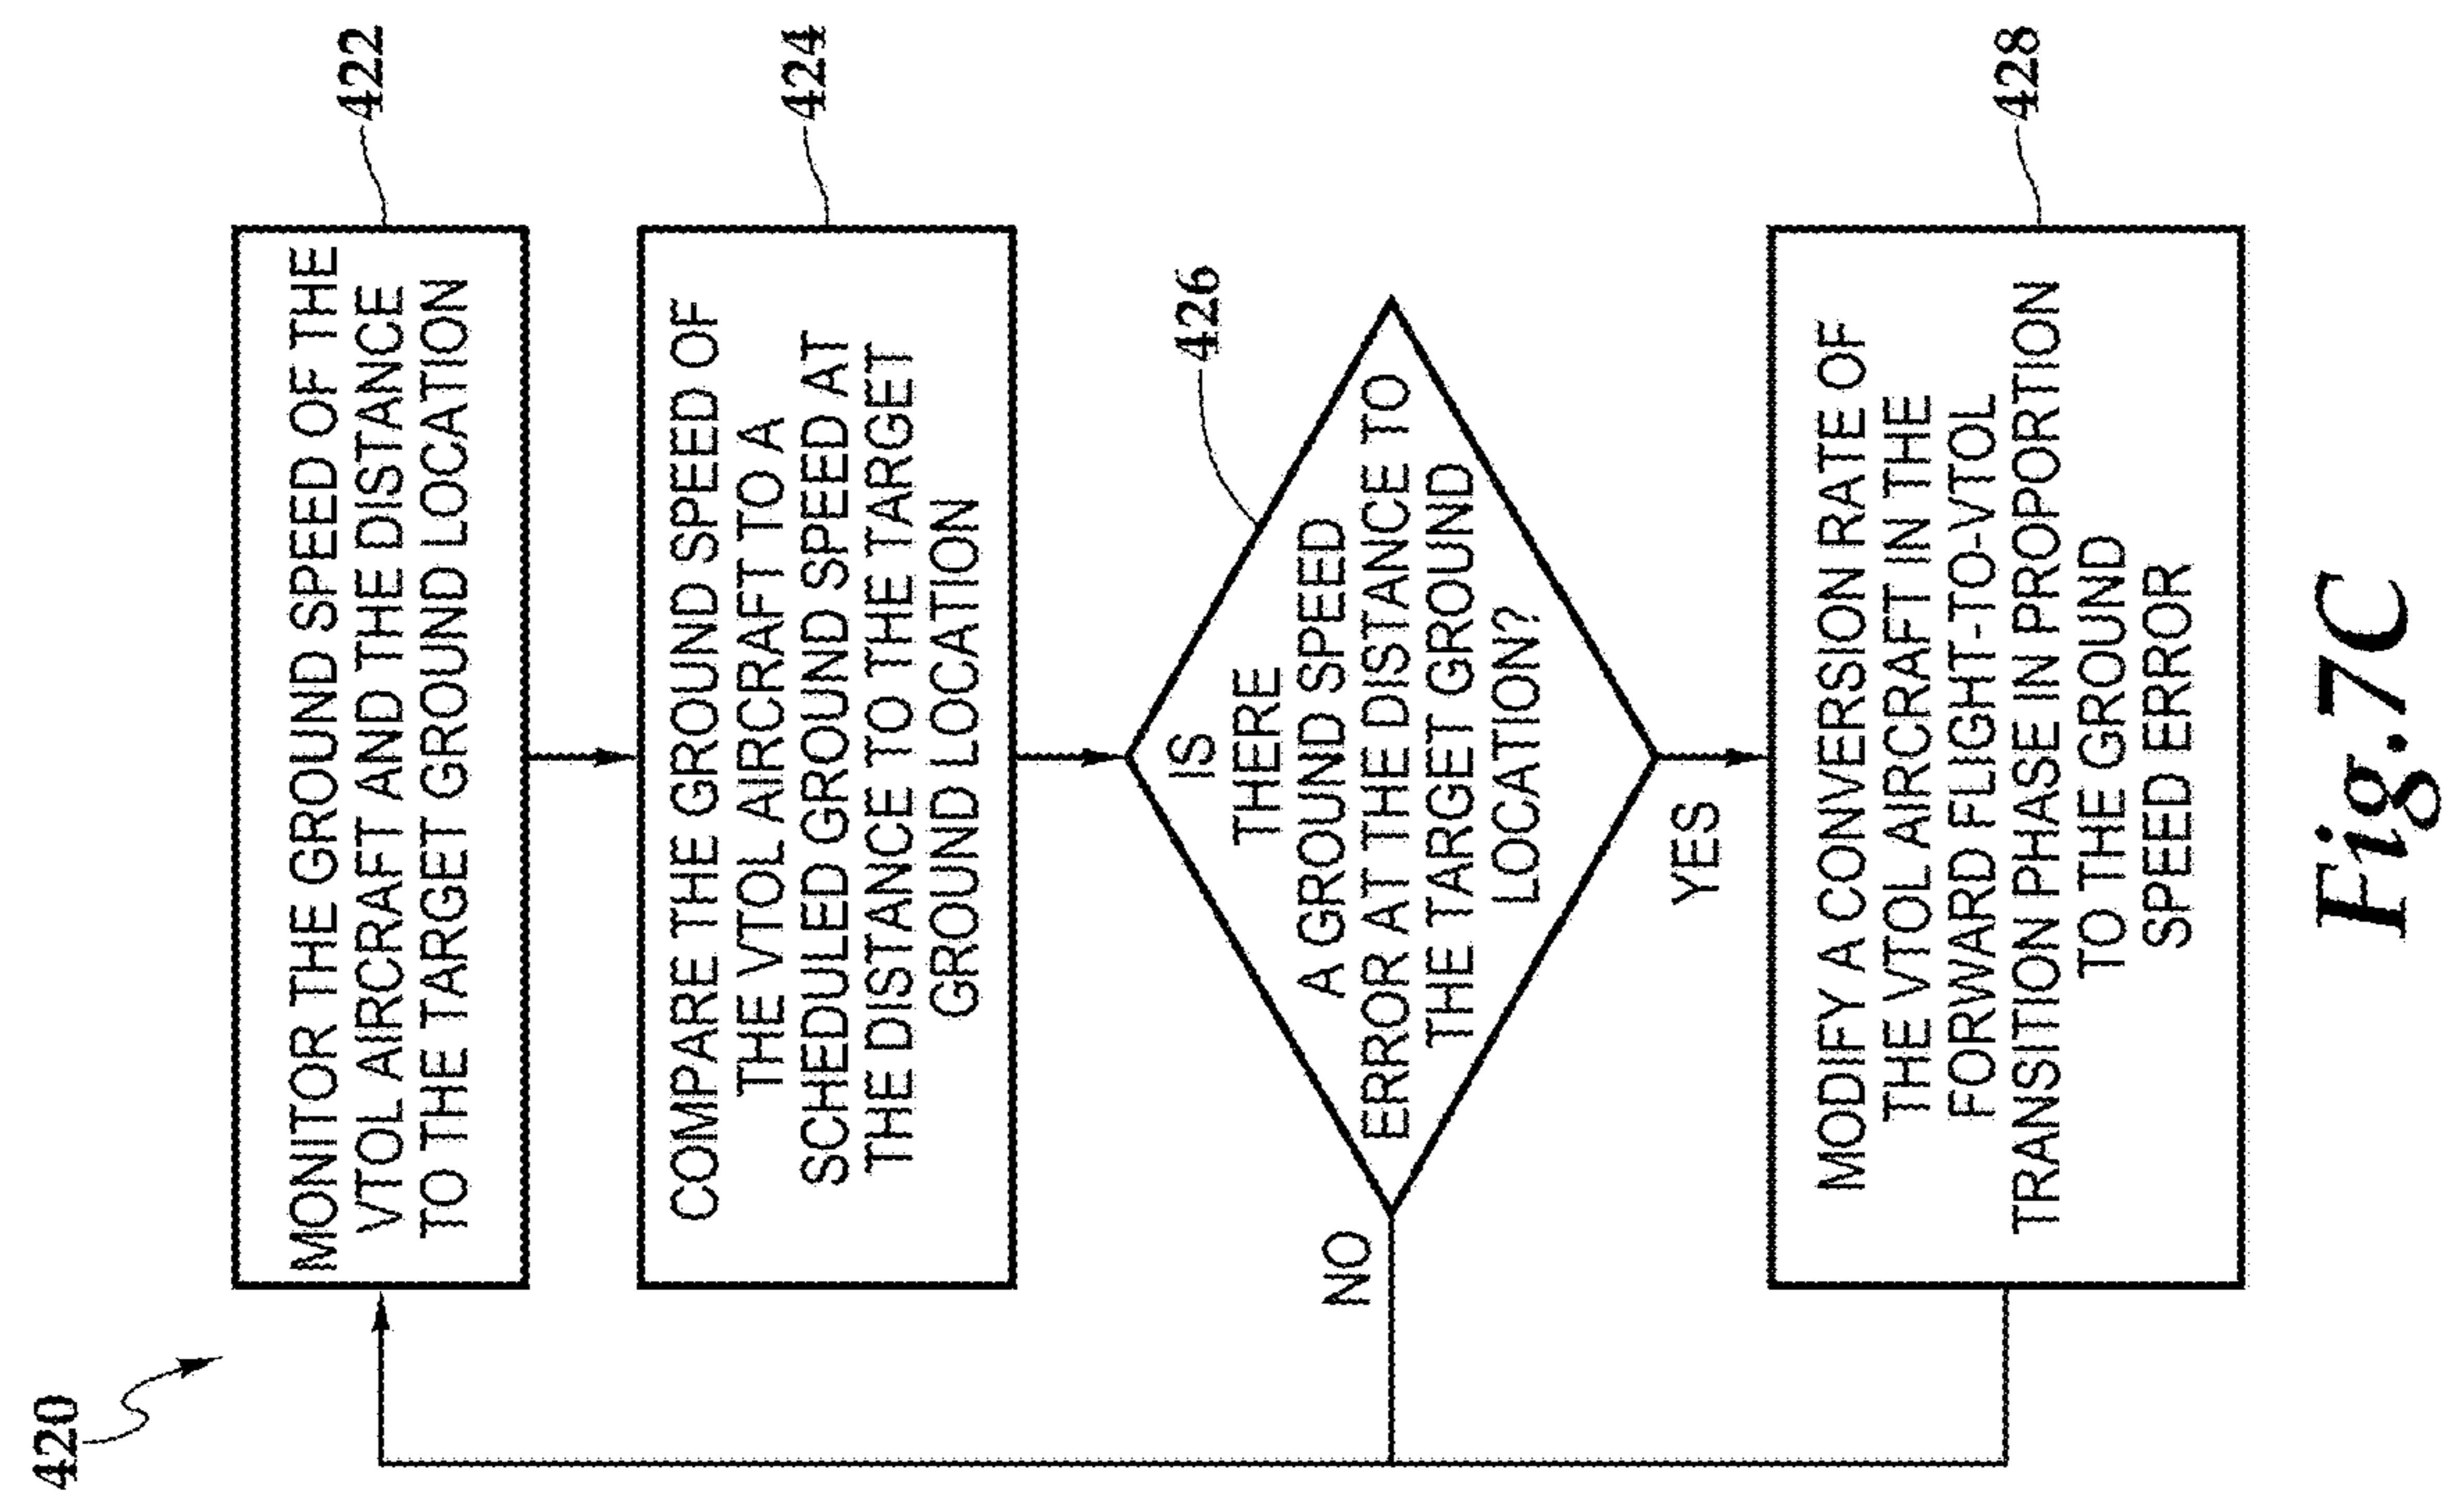 420
MONITOR THE GROUND SPEED OF THE
VTOL AIRCRAFT AND THE DISTANCE
TO THE TARGET GROUND LOCATION
422
COMPARE THE GROUND SPEED OF
THE VTOL AIRCRAFT TO A
SCHEDULED GROUND SPEED AT
THE DISTANCE TO THE TARGET
GROUND LOCATION
424
IS
THERE
A GROUND SPEED
ERROR AT THE DISTANCE TO
THE TARGET GROUND
LOCATION?
426
NO
YES
MODIFY A CONVERSION RATE OF
THE VTOL AIRCRAFT IN THE
FORWARD FLIGHT-TO-VTOL
TRANSITION PHASE IN PROPORTION
TO THE GROUND
SPEED ERROR
428
Fig.7C